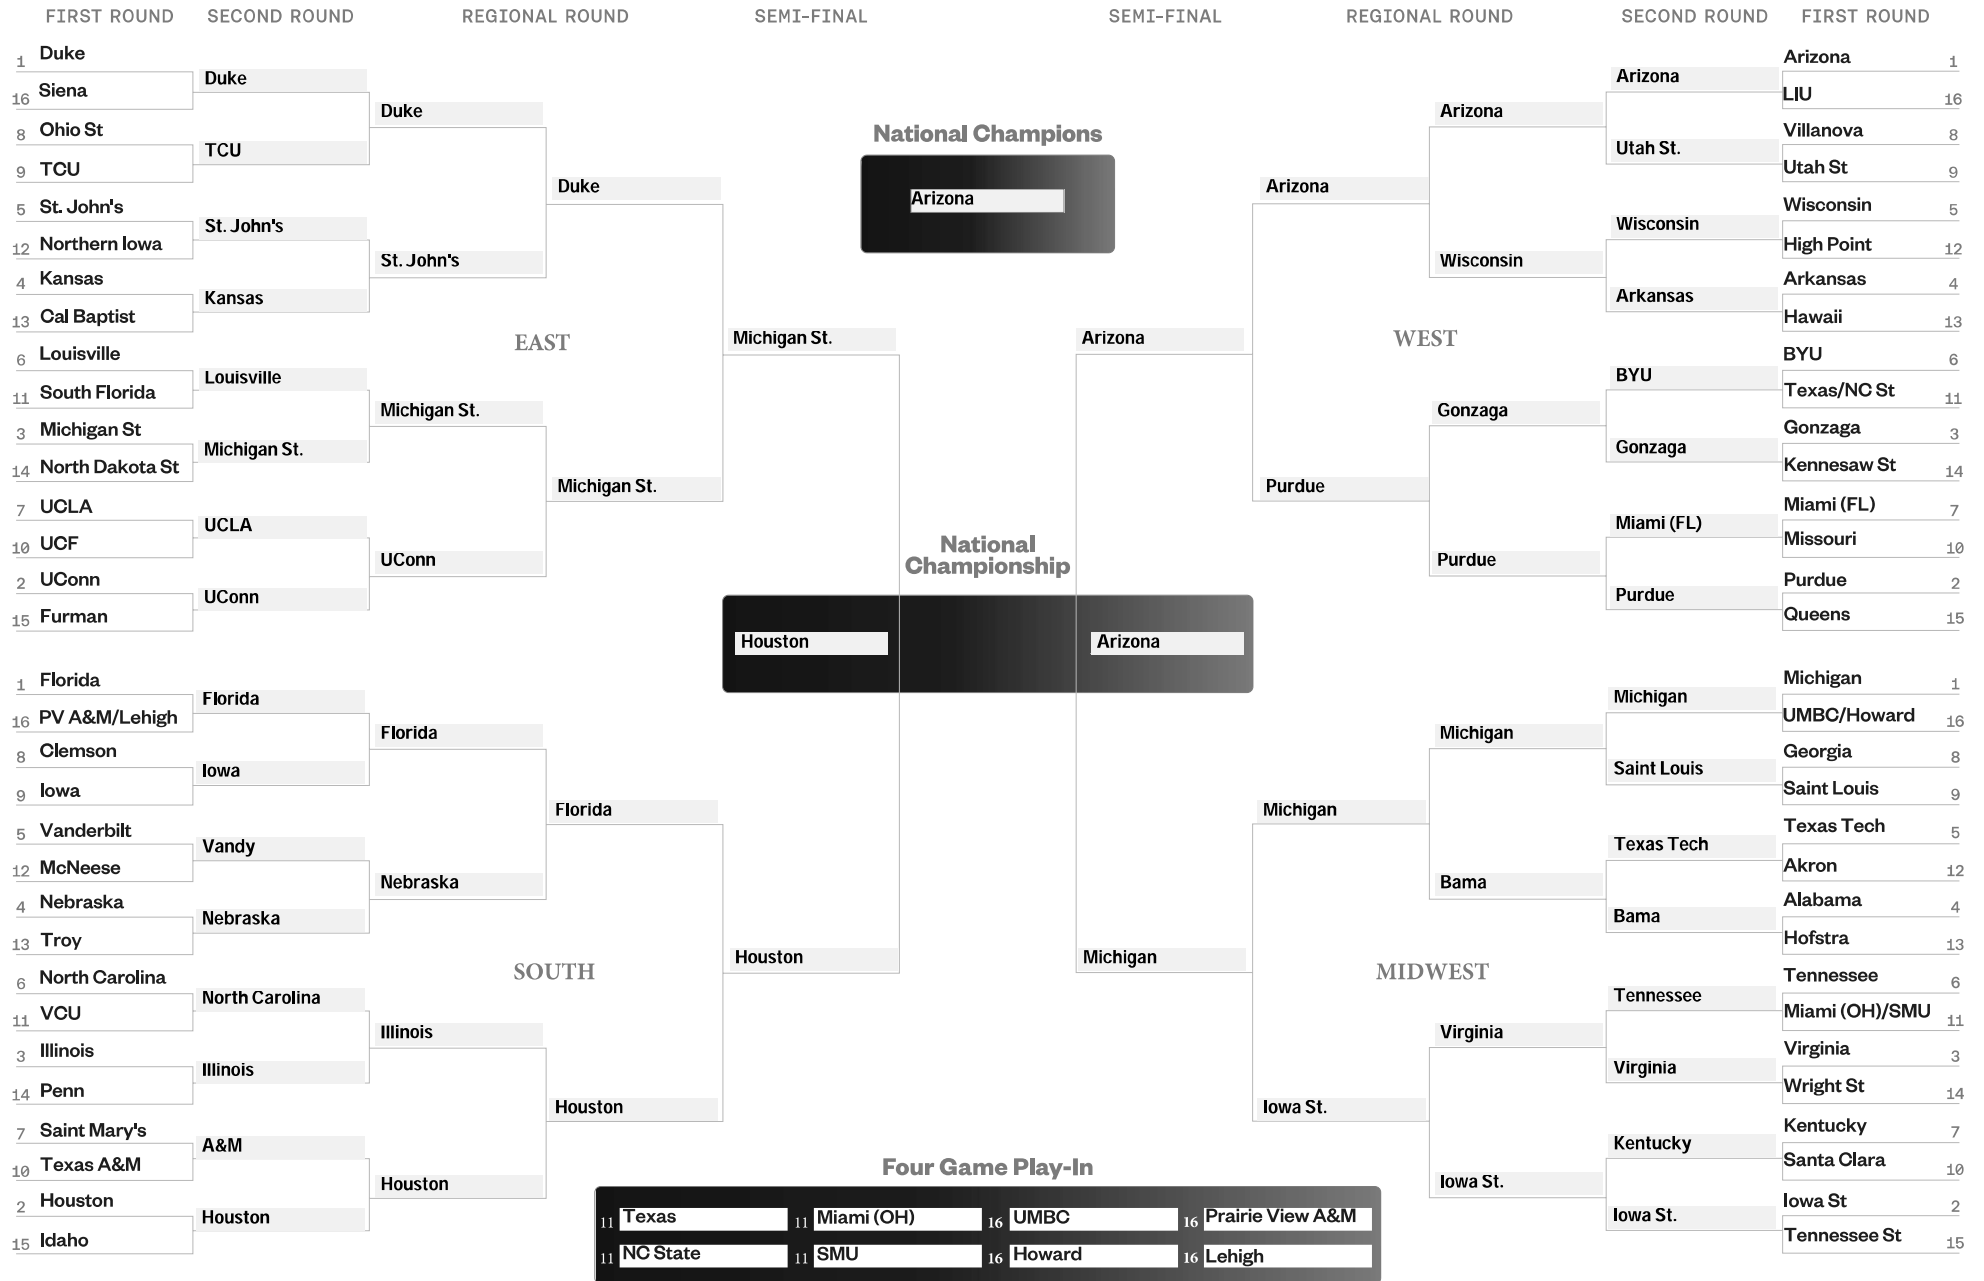 FIRST ROUND SECOND ROUND REGIONAL ROUND SEMI-FINAL SEMI-FINAL REGIONAL ROUND SECOND ROUND FIRST ROUND
1 Duke
16 Siena
8 Ohio St
9 TCU
5 St. John's
12 Northern Iowa
4 Kansas
13 Cal Baptist
6 Louisville
11 South Florida
3 Michigan St
14 North Dakota St
7 UCLA
10 UCF
2 UConn
15 Furman
Duke
TCU
St. John's
Kansas
Louisville
Michigan St.
UCLA
UConn
Duke
St. John's
Michigan St.
UConn
Duke
Michigan St.
Michigan St.
EAST
1 Florida
16 PV A&M/Lehigh
8 Clemson
9 Iowa
5 Vanderbilt
12 McNeese
4 Nebraska
13 Troy
6 North Carolina
11 VCU
3 Illinois
14 Penn
7 Saint Mary's
10 Texas A&M
2 Houston
15 Idaho
Florida
Iowa
Vandy
Nebraska
North Carolina
Illinois
A&M
Houston
Florida
Nebraska
Illinois
Houston
Florida
Houston
Houston
SOUTH
National Champions
Arizona
National
Championship
Houston
Arizona
Arizona
Arizona
Purdue
Arizona
Wisconsin
Gonzaga
Purdue
WEST
Arizona
Utah St.
Wisconsin
Arkansas
BYU
Gonzaga
Miami (FL)
Purdue
Arizona 1
LIU 16
Villanova 8
Utah St 9
Wisconsin 5
High Point 12
Arkansas 4
Hawaii 13
BYU 6
Texas/NC St 11
Gonzaga 3
Kennesaw St 14
Miami (FL) 7
Missouri 10
Purdue 2
Queens 15
Michigan
Michigan
Iowa St.
Michigan
Bama
Virginia
Iowa St.
MIDWEST
Michigan
Saint Louis
Texas Tech
Bama
Tennessee
Virginia
Kentucky
Iowa St.
Michigan 1
UMBC/Howard 16
Georgia 8
Saint Louis 9
Texas Tech 5
Akron 12
Alabama 4
Hofstra 13
Tennessee 6
Miami (OH)/SMU 11
Virginia 3
Wright St 14
Kentucky 7
Santa Clara 10
Iowa St 2
Tennessee St 15
Four Game Play-In
11 Texas 11 Miami (OH) 16 UMBC 16 Prairie View A&M
11 NC State 11 SMU 16 Howard 16 Lehigh